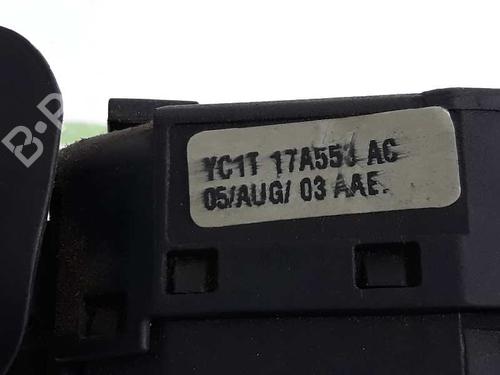 YC1T 17A553 AC
05/AUG/ 03 AAE.
B-P